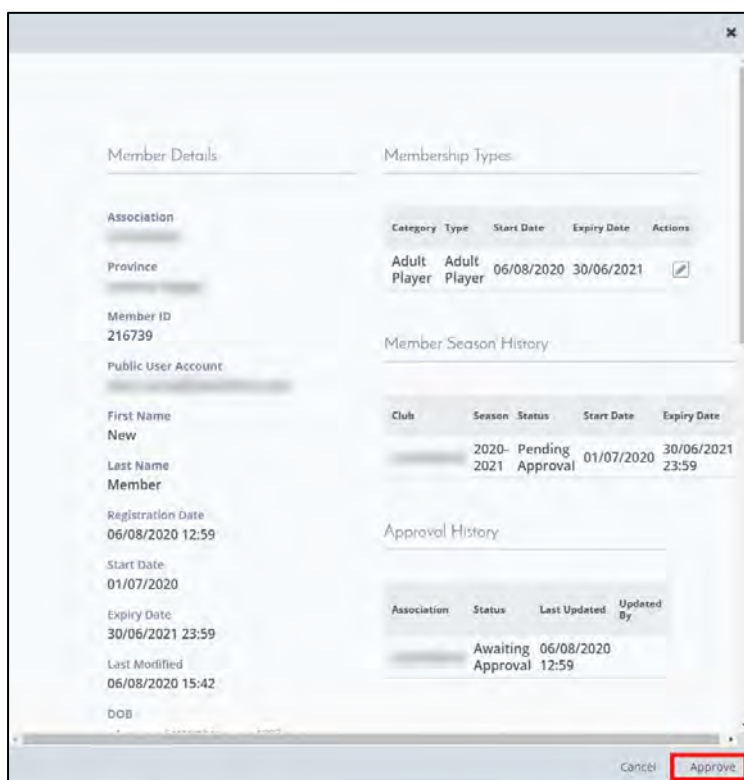 Member Details
Association
Province
Member ID
216739
Public User Account
First Name
New
Last Name
Member
Registration Date
06/08/2020 12:59
Start Date
01/07/2020
Expiry Date
30/06/2021 23:59
Last Modified
06/08/2020 15:42
DOB
Membership Types
Category Type Start Date Expiry Date Actions
Adult Adult 06/08/2020 30/06/2021
Player Player
Member Season History
Club Season Status Start Date Expiry Date
2020- Pending 01/07/2020 30/06/2021
2021 Approval 23:59
Approval History
Association Status Last Updated Updated
By
Awaiting 06/08/2020
Approval 12:59
Cancel Approve